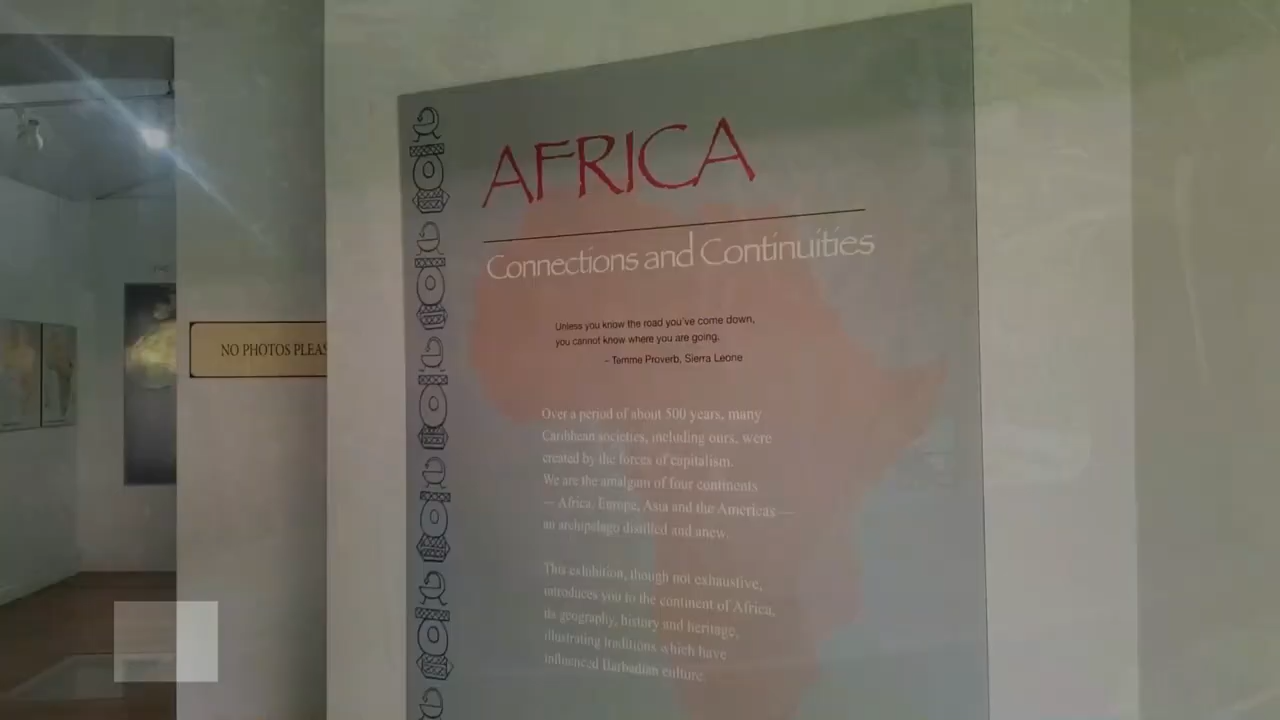 AFRICA
Connections and Continuities
Unless you know the road you've come down,
you cannot know where you are going.
– Temme Proverb, Sierra Leone
NO PHOTOS PLEAS
Over a period of about 500 years, many
Caribbean societies, including ours, were
created by the forces of capitalism.
We are the amalgam of four continents
— Africa, Europe, Asia and the Americas —
an archipelago distilled and anew.
This exhibition, though not exhaustive,
introduces you to the continent of Africa,
its geography, history and heritage,
illustrating traditions which have
influenced Barbadian culture.